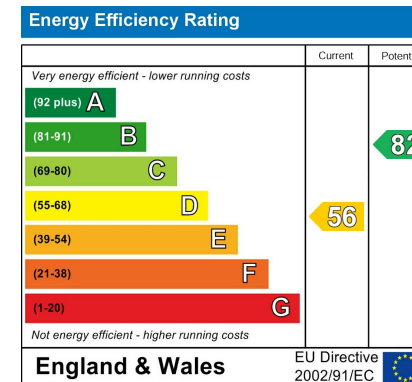 Energy Efficiency Rating
Current Potent
Very energy efficient - lower running costs
(92 plus) A
(81-91) B
82
(69-80) C
(55-68) D
56
(39-54) E
(21-38) F
(1-20) G
Not energy efficient - higher running costs
England & Wales
EU Directive
2002/91/EC